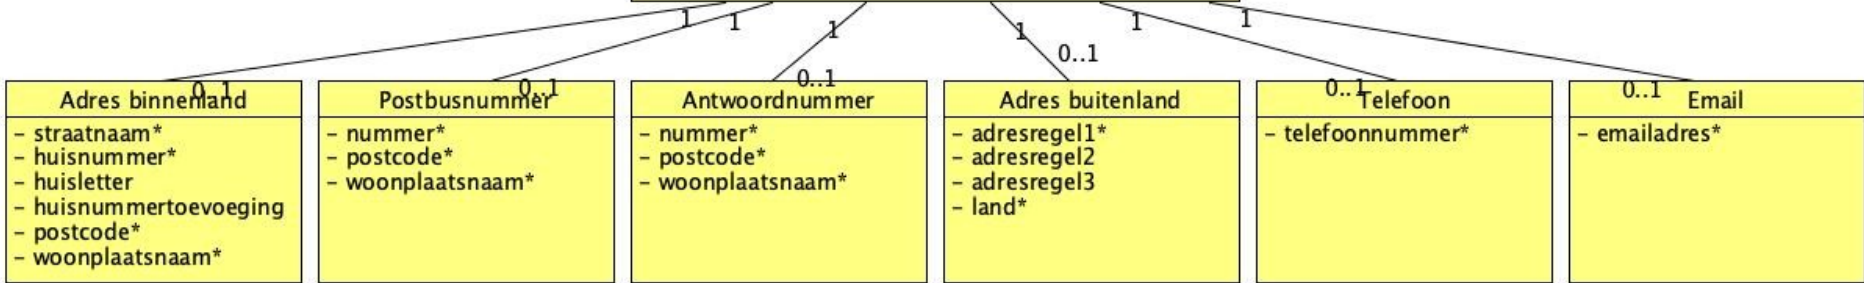 1 1 1 1 1 1
0..1 0..1 0..1 0..1 0..1 0..1
Adres binnenland
- straatnaam*
- huisnummer*
- huisletter
- huisnummertoevoeging
- postcode*
- woonplaatsnaam*
Postbusnummer
- nummer*
- postcode*
- woonplaatsnaam*
Antwoordnummer
- nummer*
- postcode*
- woonplaatsnaam*
Adres buitenland
- adresregel1*
- adresregel2
- adresregel3
- land*
Telefoon
- telefoonnummer*
Email
- emailadres*